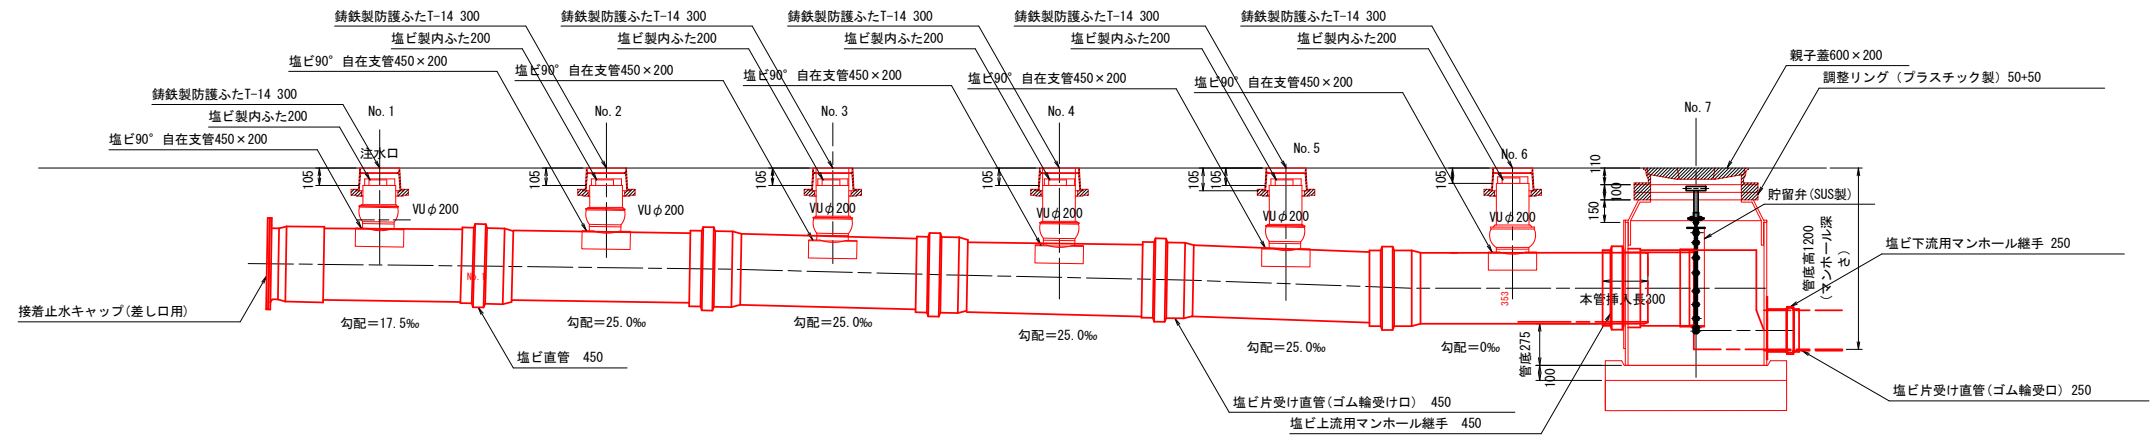 鋳鉄製防護ふたT-14 300
塩ビ製内ふた200
塩ビ90° 自在支管450×200
鋳鉄製防護ふたT-14 300
塩ビ製内ふた200
塩ビ90° 自在支管450×200
鋳鉄製防護ふたT-14 300
塩ビ製内ふた200
塩ビ90° 自在支管450×200
鋳鉄製防護ふたT-14 300
塩ビ製内ふた200
塩ビ90° 自在支管450×200
鋳鉄製防護ふたT-14 300
塩ビ製内ふた200
塩ビ90° 自在支管450×200
親子蓋600×200
調整リング (プラスチック製) 50+50
鋳鉄製防護ふたT-14 300
塩ビ製内ふた200
塩ビ90° 自在支管450×200
No. 1
No. 2
No. 3
No. 4
No. 5
No. 6
No. 7
注水口
105
105
105
105
105
105
105
110
100
150
VUφ200
VUφ200
VUφ200
VUφ200
VUφ200
VUφ200
貯留弁(SUS製)
塩ビ下流用マンホール継手 250
管底高1200
(マンホール深さ)
No. 1
353
本管挿入長300
接着止水キャップ(差し口用)
勾配=17.5‰
勾配=25.0‰
勾配=25.0‰
勾配=25.0‰
勾配=25.0‰
勾配=0‰
管底275
100
塩ビ直管 450
塩ビ片受け直管(ゴム輪受け口) 450
塩ビ上流用マンホール継手 450
塩ビ片受け直管(ゴム輪受口) 250